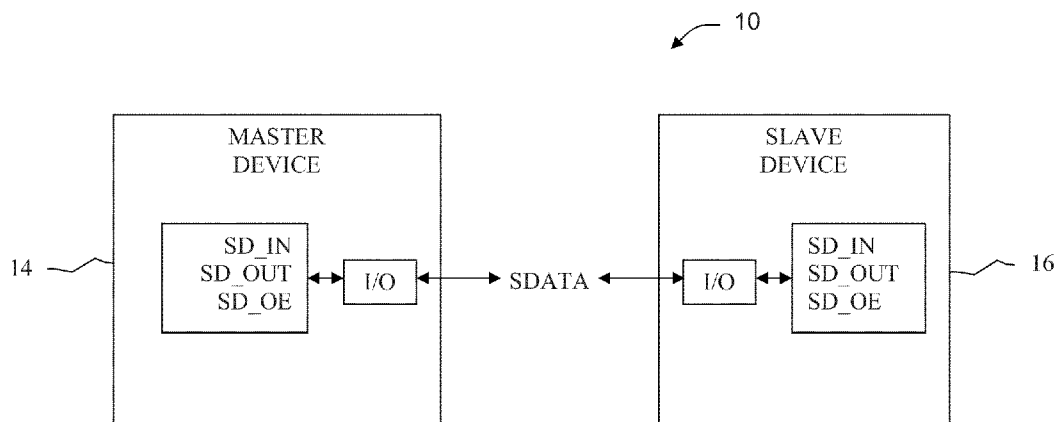 10
MASTER
DEVICE
SLAVE
DEVICE
14
SD_IN
SD_OUT
SD_OE
I/O
SDATA
I/O
SD_IN
SD_OUT
SD_OE
16